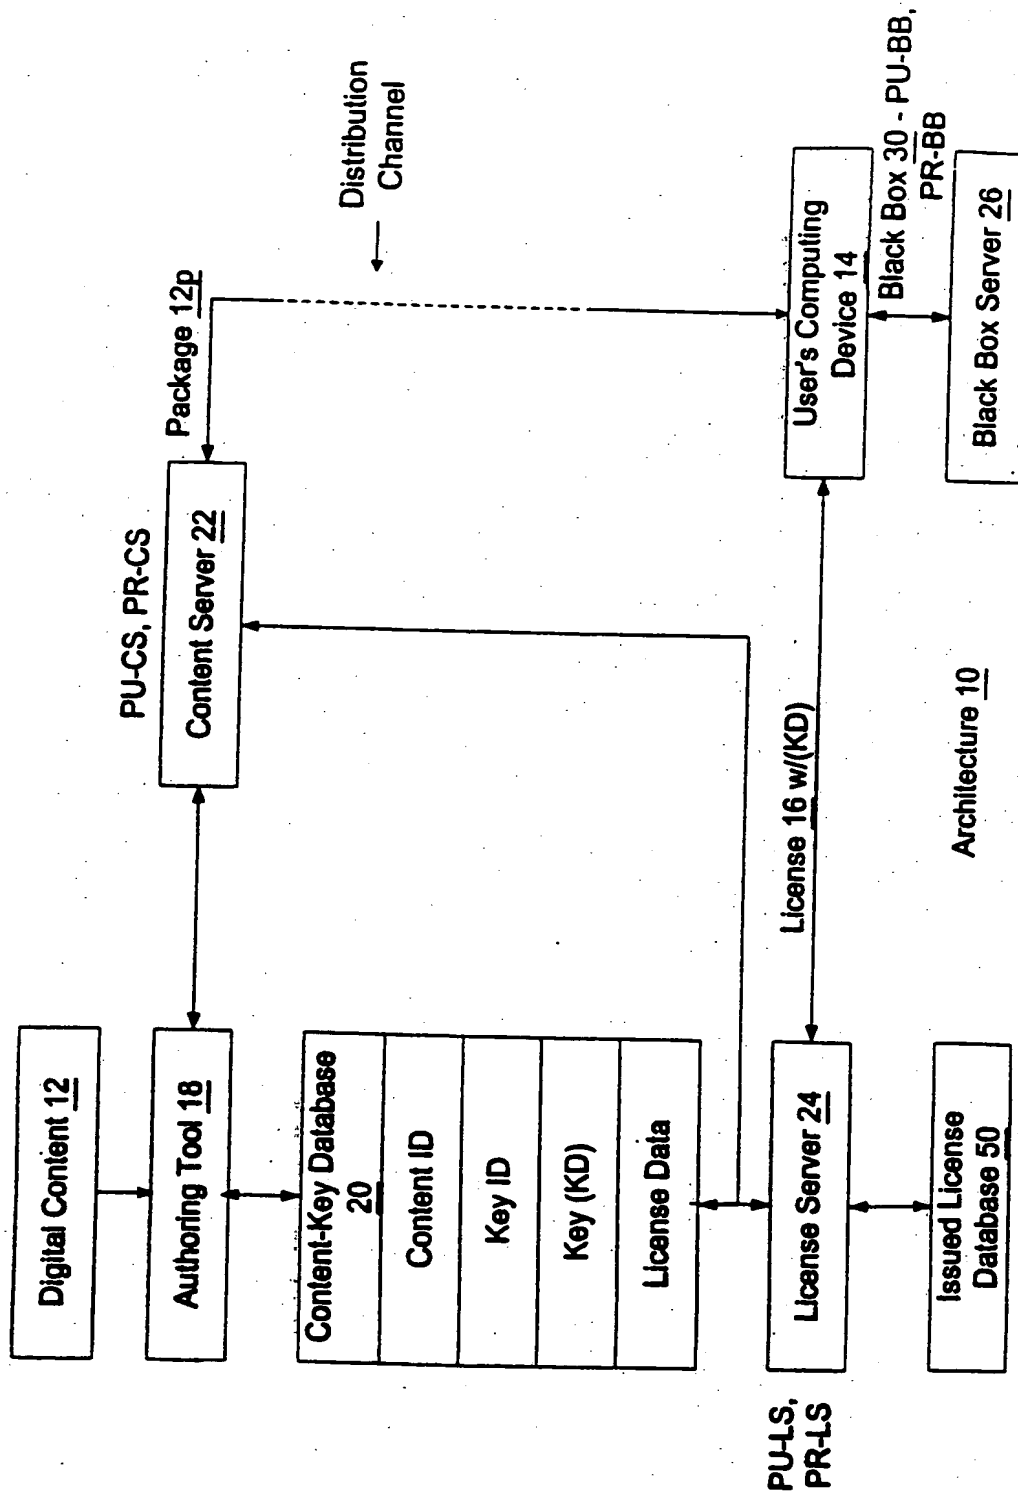 Digital Content 12
Authoring Tool 18
Content-Key Database
20
Content ID
Key ID
Key (KD)
License Data
PU-LS,
PR-LS
License Server 24
Issued License
Database 50
PU-CS, PR-CS
Content Server 22
Package 12p
Distribution
Channel
License 16 w/(KD)
User's Computing
Device 14
Black Box 30 - PU-BB,
PR-BB
Black Box Server 26
Architecture 10